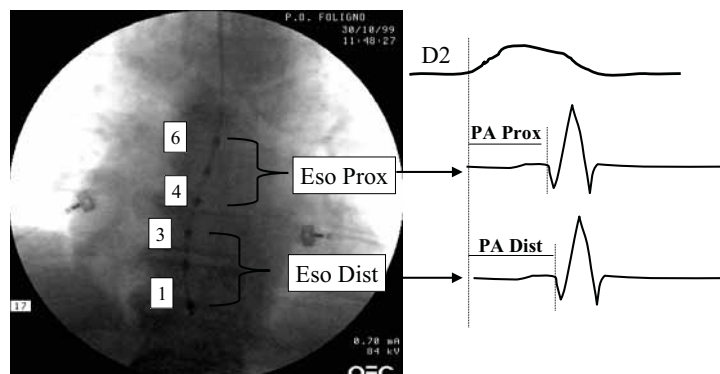 P.O. FOLIGNO
30/10/99
11:48:27
D2
6
PA Prox
Eso Prox
4
3
PA Dist
Eso Dist
1
17
0.70 mA
84 kV
OEC